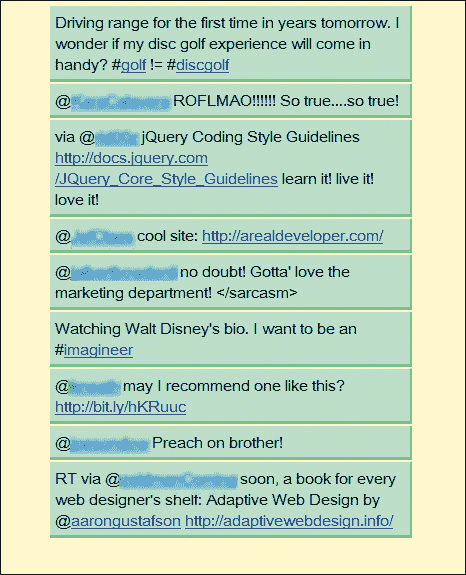 Driving range for the first time in years tomorrow. I
wonder if my disc golf experience will come in
handy? #golf != #discgolf
@ ROFLMAO!!!!!! So true....so true!
via @ jQuery Coding Style Guidelines
http://docs.jquery.com
/JQuery_Core_Style_Guidelines learn it! live it!
love it!
@ cool site: http://arealdeveloper.com/
@ no doubt! Gotta' love the
marketing department! </sarcasm>
Watching Walt Disney's bio. I want to be an
#imagineer
@ may I recommend one like this?
http://bit.ly/hKRuuc
@ Preach on brother!
RT via @ soon, a book for every
web designer's shelf: Adaptive Web Design by
@aarongustafson http://adaptivewebdesign.info/